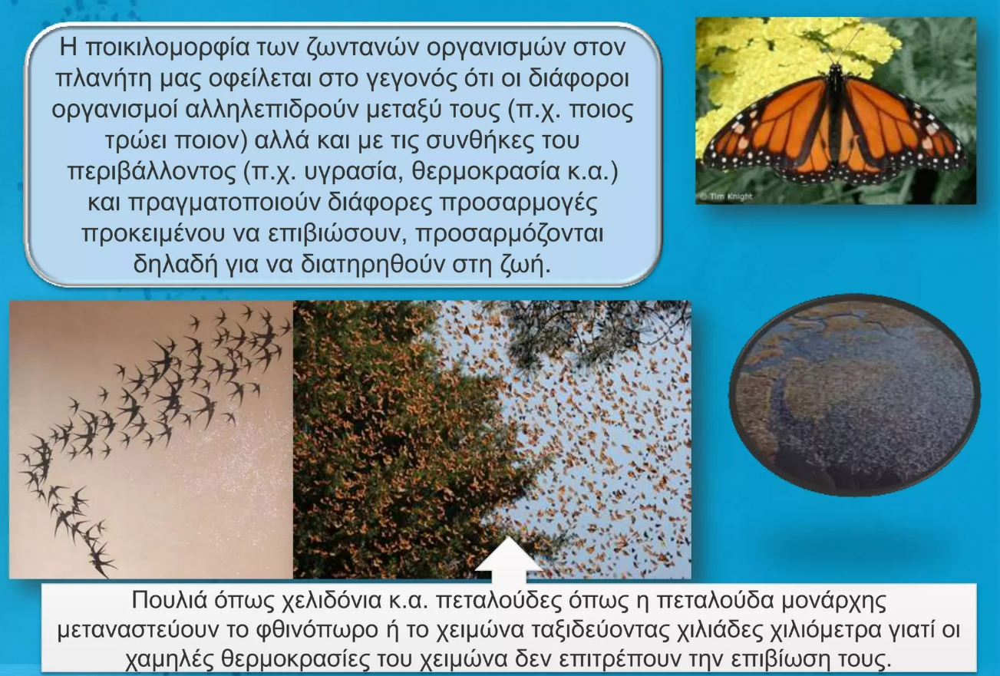 Η ποικιλομορφία των ζωντανών οργανισμών στον
πλανήτη μας οφείλεται στο γεγονός ότι οι διάφοροι
οργανισμοί αλληλεπιδρούν μεταξύ τους (π.χ. ποιος
τρώει ποιον) αλλά και με τις συνθήκες του
περιβάλλοντος (π.χ. υγρασία, θερμοκρασία κ.α.)
και πραγματοποιούν διάφορες προσαρμογές
προκειμένου να επιβιώσουν, προσαρμόζονται
δηλαδή για να διατηρηθούν στη ζωή.
© Tim Knight
Πουλιά όπως χελιδόνια κ.α. πεταλούδες όπως η πεταλούδα μονάρχης
μεταναστεύουν το φθινόπωρο ή το χειμώνα ταξιδεύοντας χιλιάδες χιλιόμετρα γιατί οι
χαμηλές θερμοκρασίες του χειμώνα δεν επιτρέπουν την επιβίωση τους.